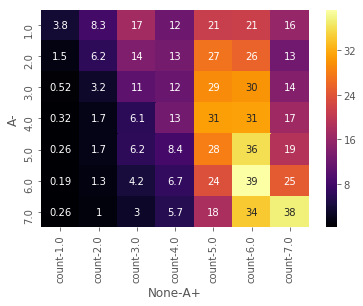 1.0 3.8 8.3 17 12 21 21 16
2.0 1.5 6.2 14 13 27 26 13
3.0 0.52 3.2 11 12 29 30 14
4.0 0.32 1.7 6.1 13 31 31 17
5.0 0.26 1.7 6.2 8.4 28 36 19
6.0 0.19 1.3 4.2 6.7 24 39 25
7.0 0.26 1 3 5.7 18 34 38
A-
count-1.0 count-2.0 count-3.0 count-4.0 count-5.0 count-6.0 count-7.0
None-A+
32
24
16
8